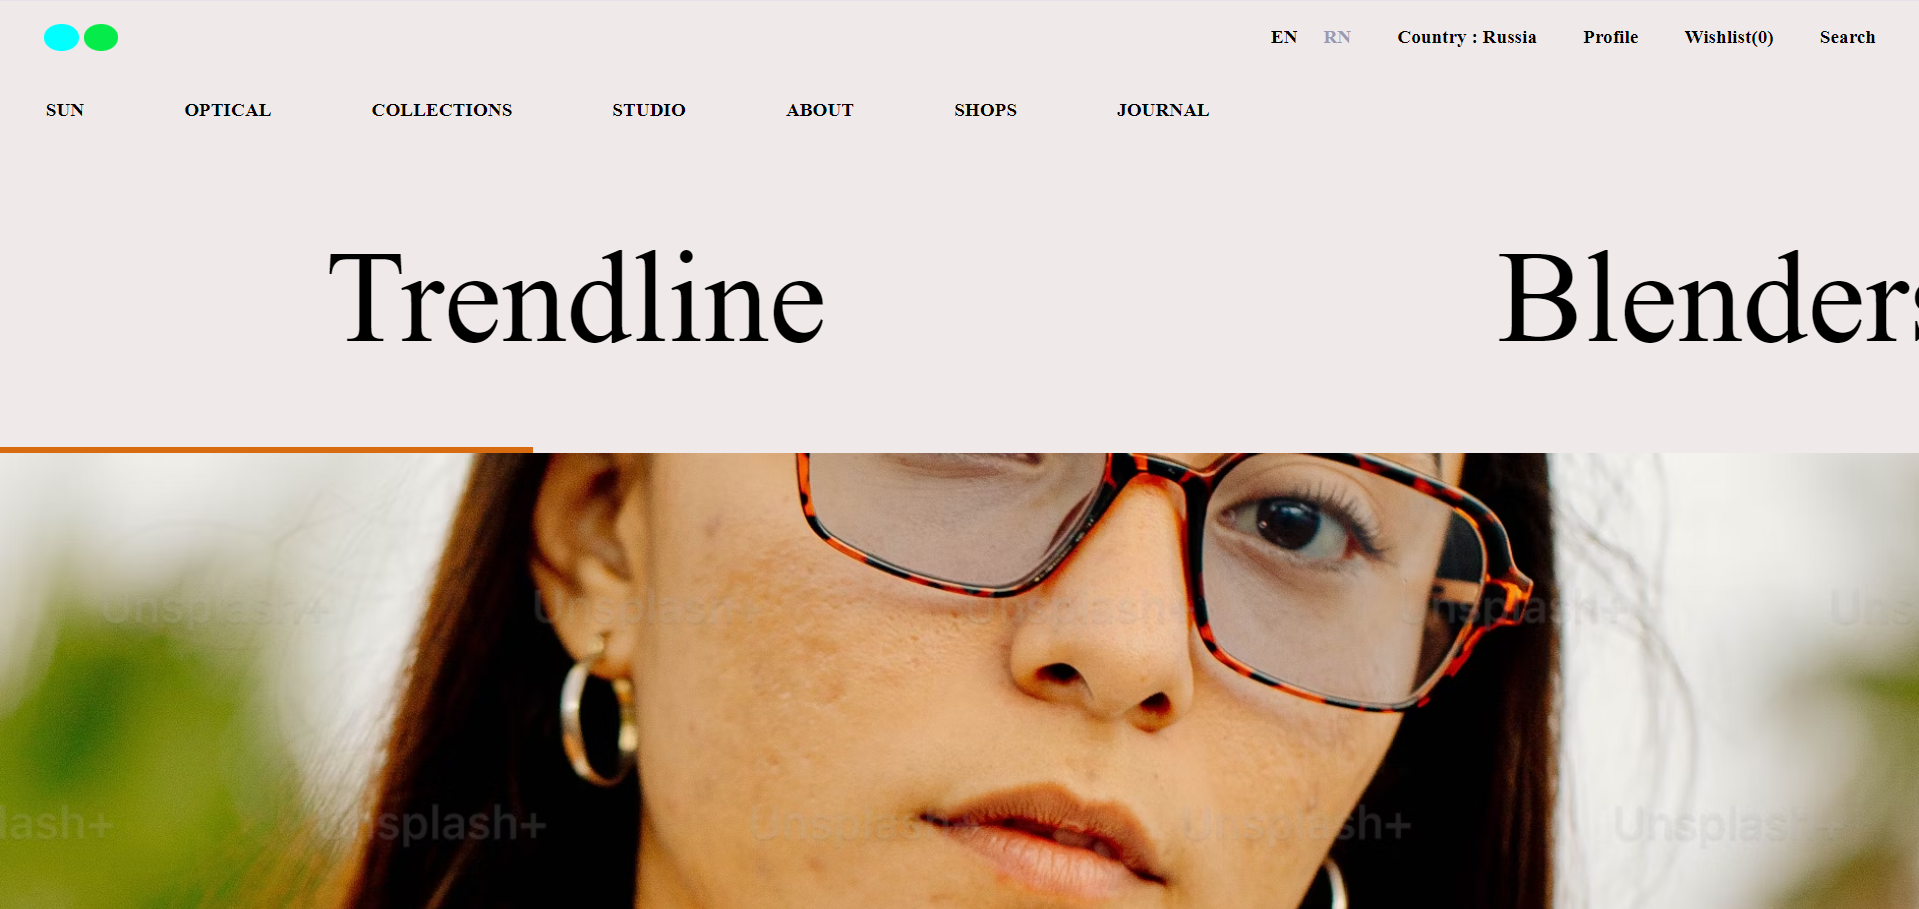 EN RN Country : Russia Profile Wishlist(0) Search
SUN OPTICAL COLLECTIONS STUDIO ABOUT SHOPS JOURNAL
Trendline Blenders
Unsplash+ Unsplash+ Unsplash+ Unsplash+ Uns
lash+ Unsplash+ Unsplash+ Unsplash+ Unsplash+